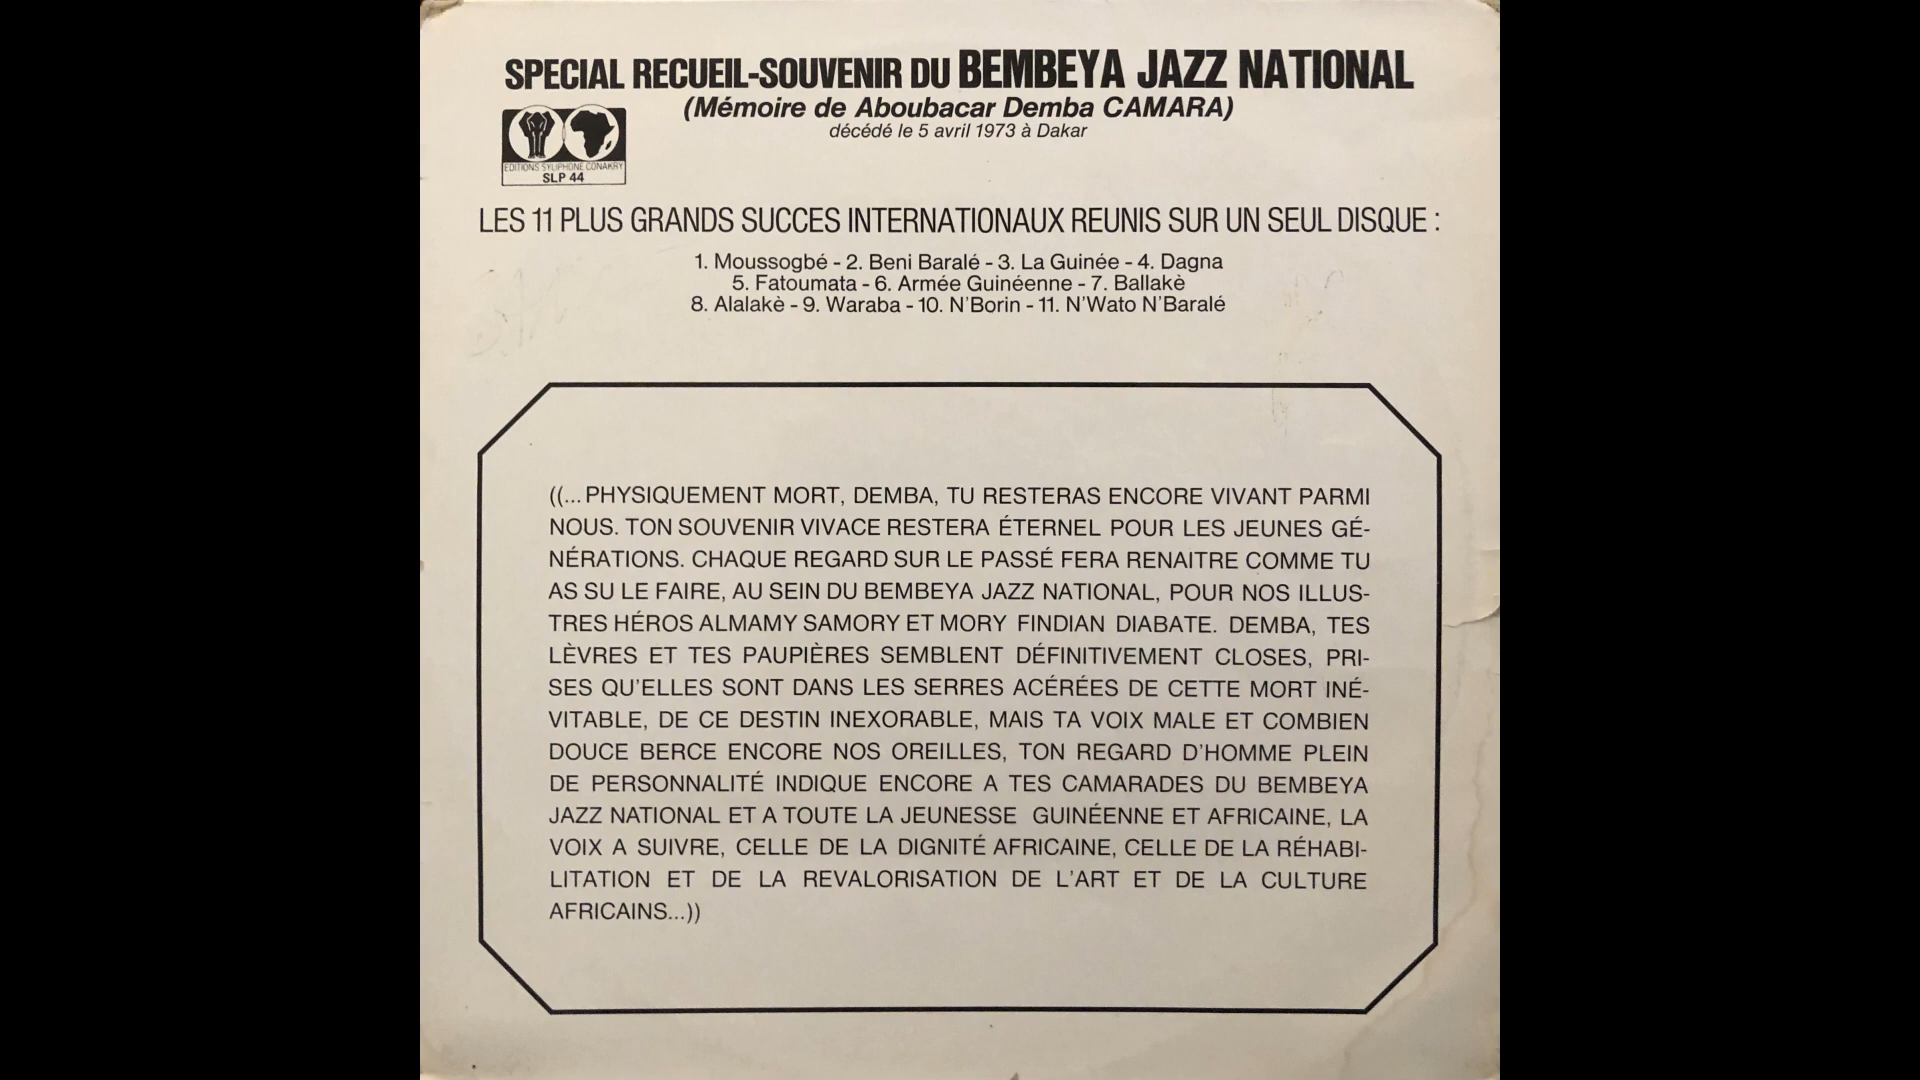 SPECIAL RECUEIL-SOUVENIR DU BEMBEYA JAZZ NATIONAL
(Mémoire de Aboubacar Demba CAMARA)
décédé le 5 avril 1973 à Dakar
EDITIONS SYLIPHONE CONAKRY
SLP 44
LES 11 PLUS GRANDS SUCCES INTERNATIONAUX REUNIS SUR UN SEUL DISQUE :
1. Moussogbé - 2. Beni Baralé - 3. La Guinée - 4. Dagna
5. Fatoumata - 6. Armée Guinéenne - 7. Ballakè
8. Alalakè - 9. Waraba - 10. N'Borin - 11. N'Wato N'Baralé
((... PHYSIQUEMENT MORT, DEMBA, TU RESTERAS ENCORE VIVANT PARMI
NOUS. TON SOUVENIR VIVACE RESTERA ÉTERNEL POUR LES JEUNES GÉ-
NÉRATIONS. CHAQUE REGARD SUR LE PASSÉ FERA RENAITRE COMME TU
AS SU LE FAIRE, AU SEIN DU BEMBEYA JAZZ NATIONAL, POUR NOS ILLUS-
TRES HÉROS ALMAMY SAMORY ET MORY FINDIAN DIABATE. DEMBA, TES
LÈVRES ET TES PAUPIÈRES SEMBLENT DÉFINITIVEMENT CLOSES, PRI-
SES QU'ELLES SONT DANS LES SERRES ACÉRÉES DE CETTE MORT INÉ-
VITABLE, DE CE DESTIN INEXORABLE, MAIS TA VOIX MALE ET COMBIEN
DOUCE BERCE ENCORE NOS OREILLES, TON REGARD D'HOMME PLEIN
DE PERSONNALITÉ INDIQUE ENCORE A TES CAMARADES DU BEMBEYA
JAZZ NATIONAL ET A TOUTE LA JEUNESSE GUINÉENNE ET AFRICAINE, LA
VOIX A SUIVRE, CELLE DE LA DIGNITÉ AFRICAINE, CELLE DE LA RÉHABI-
LITATION ET DE LA REVALORISATION DE L'ART ET DE LA CULTURE
AFRICAINS...))